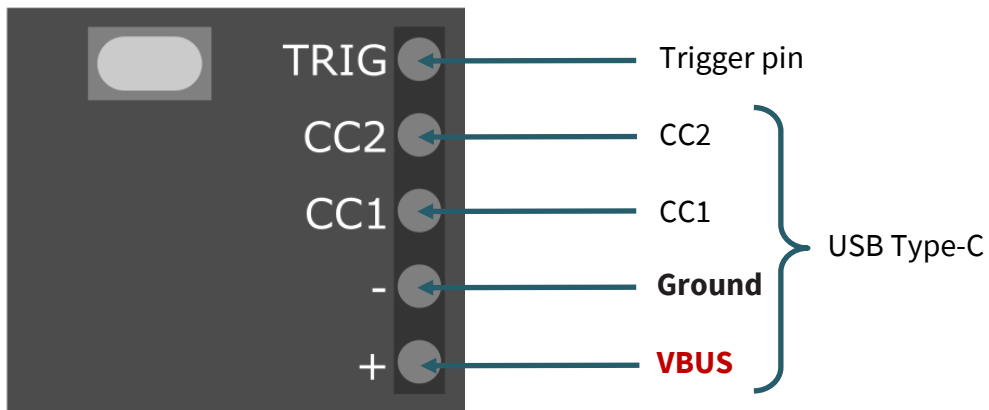 TRIG Trigger pin
CC2 CC2
CC1 CC1
- Ground
+ VBUS
USB Type-C